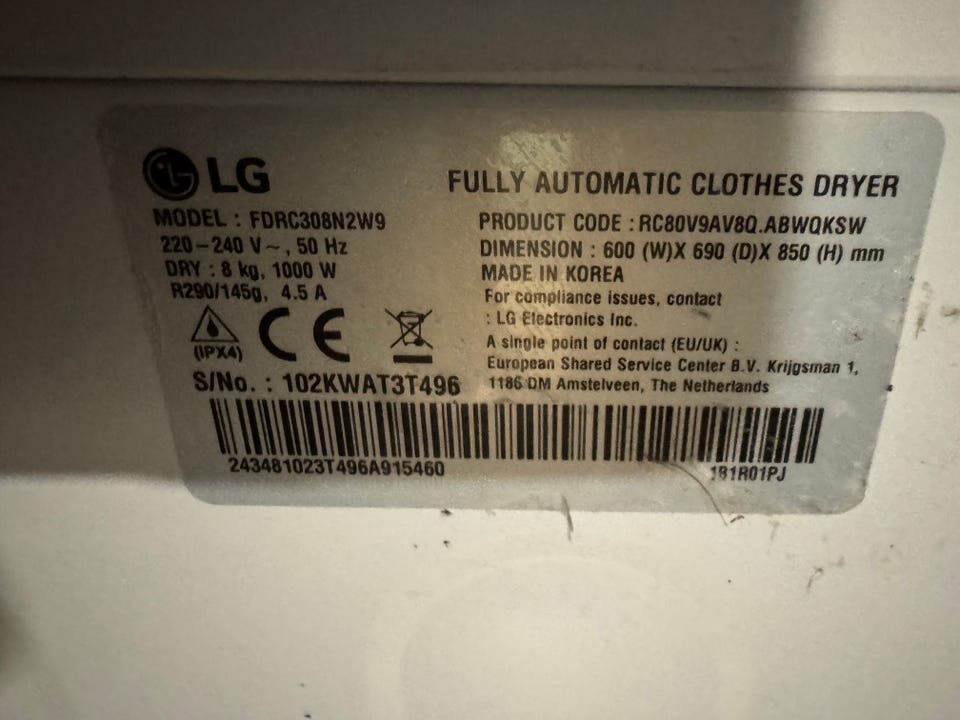 LG
FULLY AUTOMATIC CLOTHES DRYER
MODEL : FDRC308N2W9
220-240 V~, 50 Hz
DRY : 8 kg, 1000 W
R290/145g, 4.5 A
(IPX4)
CE
S/No. : 102KWAT3T496
PRODUCT CODE : RC80V9AV8Q.ABWQKSW
DIMENSION : 600 (W)X 690 (D)X 850 (H) mm
MADE IN KOREA
For compliance issues, contact
: LG Electronics Inc.
A single point of contact (EU/UK) :
European Shared Service Center B.V. Krijgsman 1,
1186 DM Amstelveen, The Netherlands
243481023T496A915460
181R01PJ